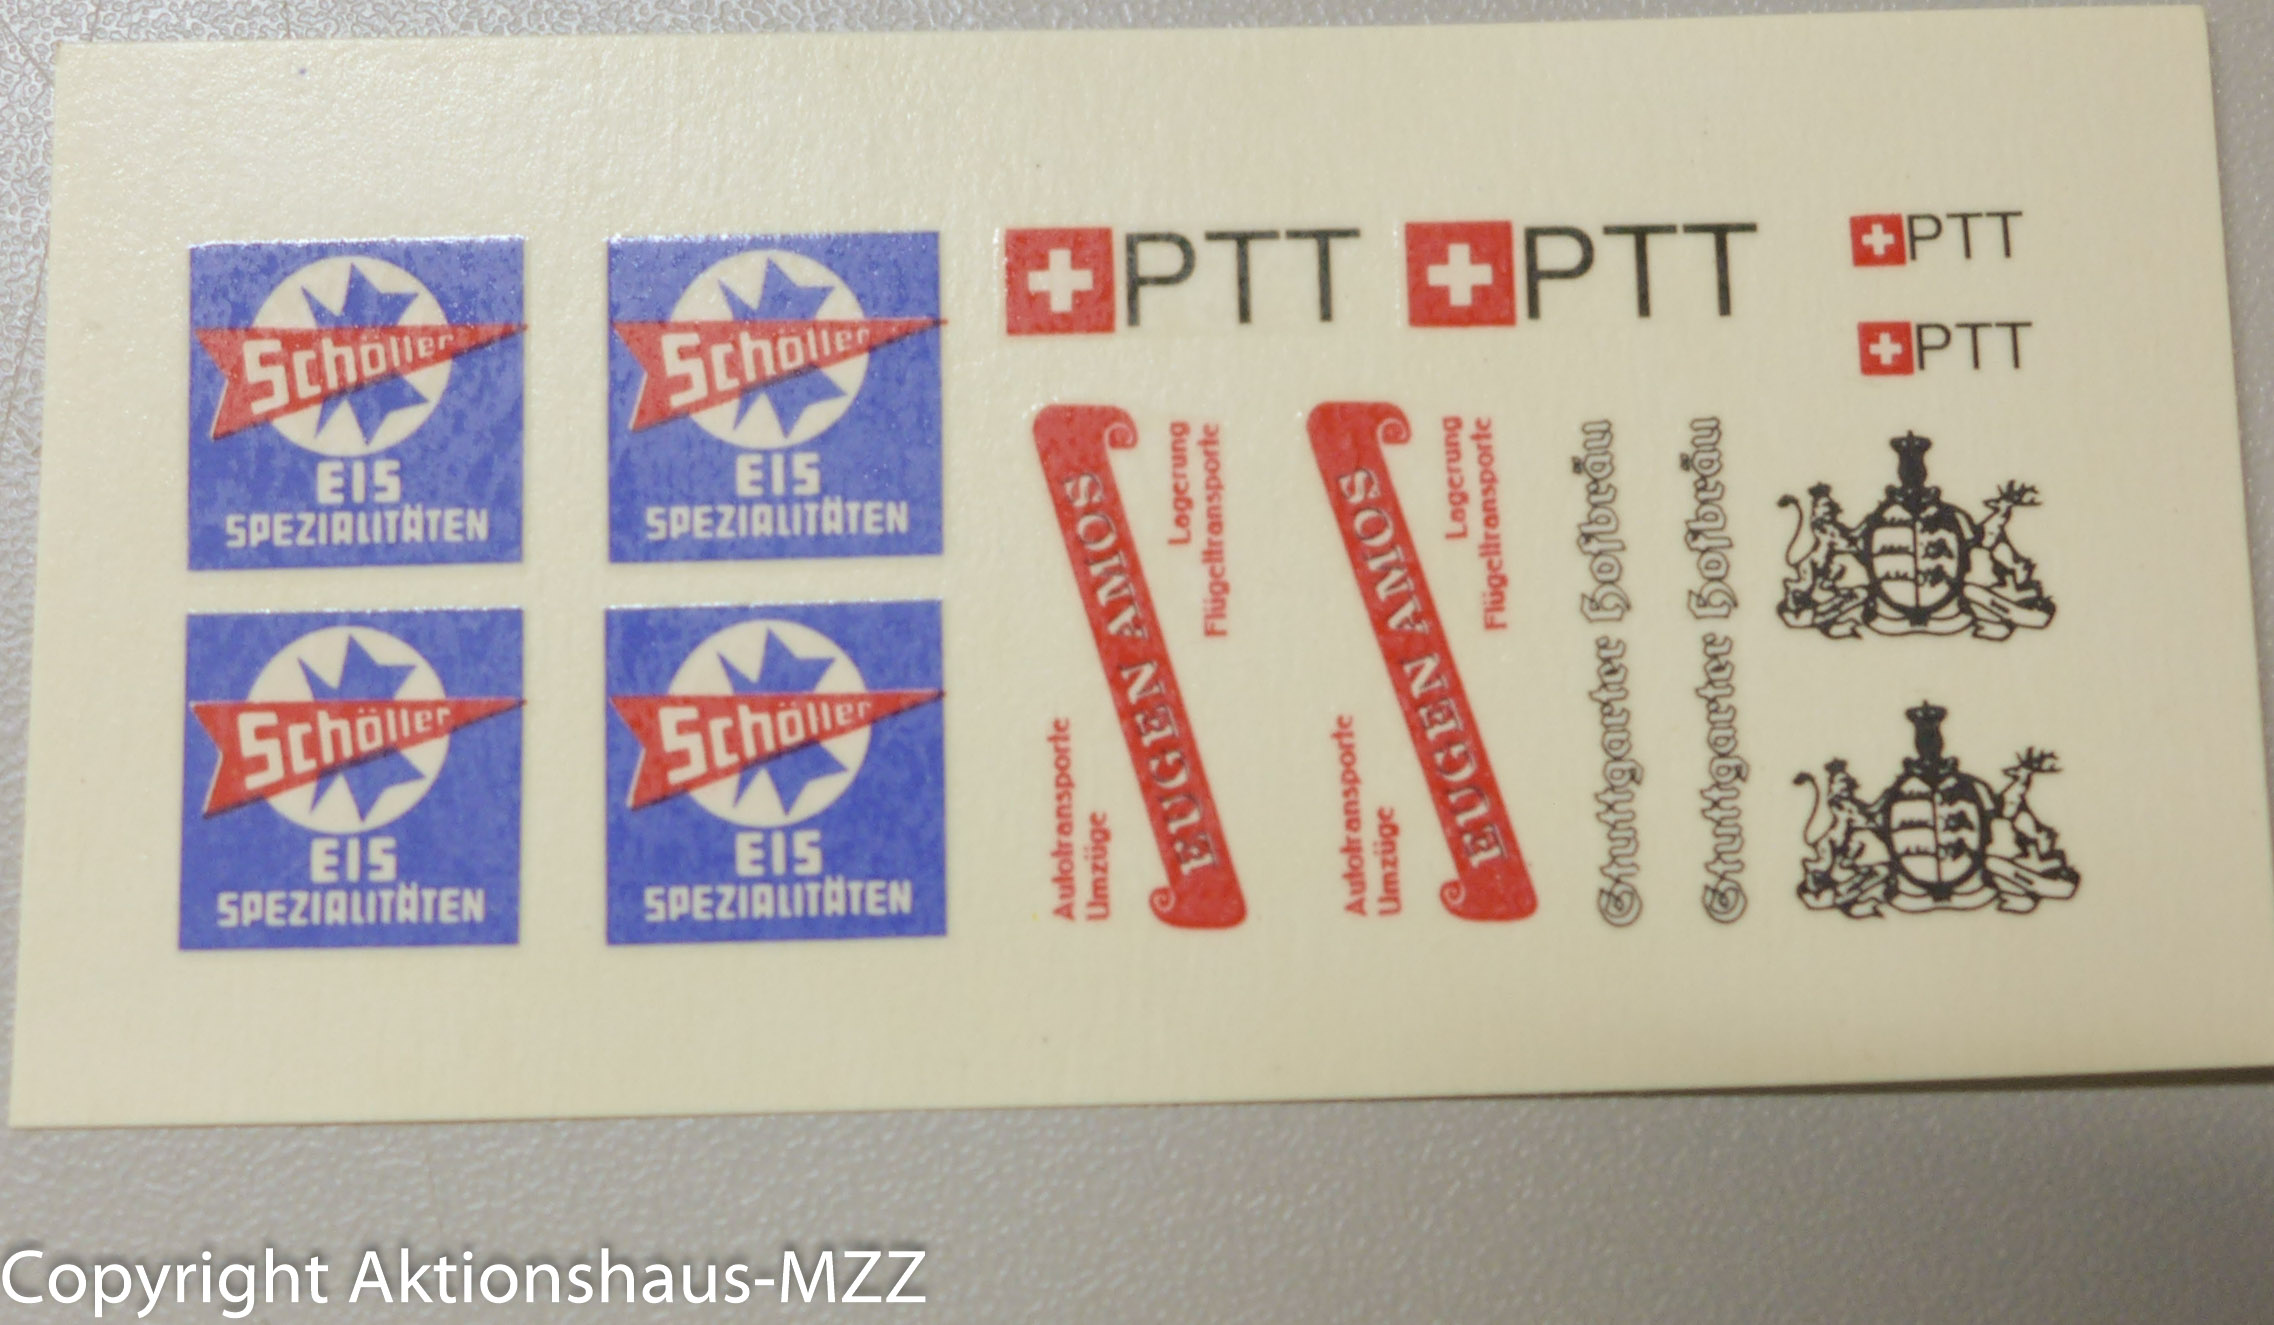 Schöller
EIS
SPEZIALITÄTEN
Schöller
EIS
SPEZIALITÄTEN
Schöller
EIS
SPEZIALITÄTEN
Schöller
EIS
SPEZIALITÄTEN
PTT
PTT
PTT
PTT
EUGEN AMOS
Lagerung
Flügeltransporte
Autotransporte
Umzüge
EUGEN AMOS
Lagerung
Flügeltransporte
Autotransporte
Umzüge
Stuttgarter Hofbräu
Stuttgarter Hofbräu
Copyright Aktionshaus-MZZ